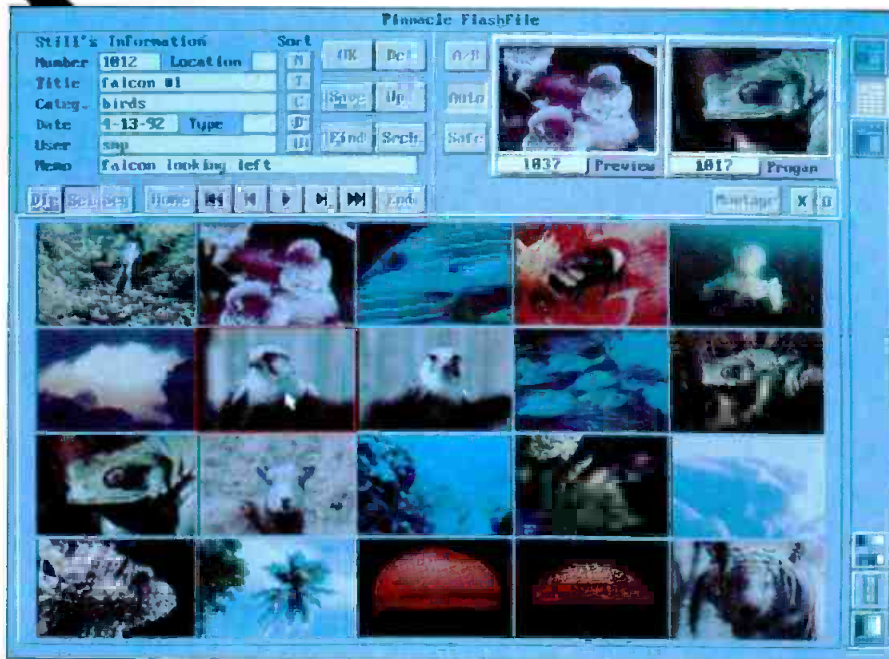 Pinnacle FlashFile
Still's Information Sort
Number 1012 Location N
Title falcon #1 T
Categ. birds C
Date 4-13-92 Type D
User smp U
Memo falcon looking left
OK Del A/B
Save Up Auto
Find Srch Safe
1037 Preview 1017 Progam
Dir Home End Montage X